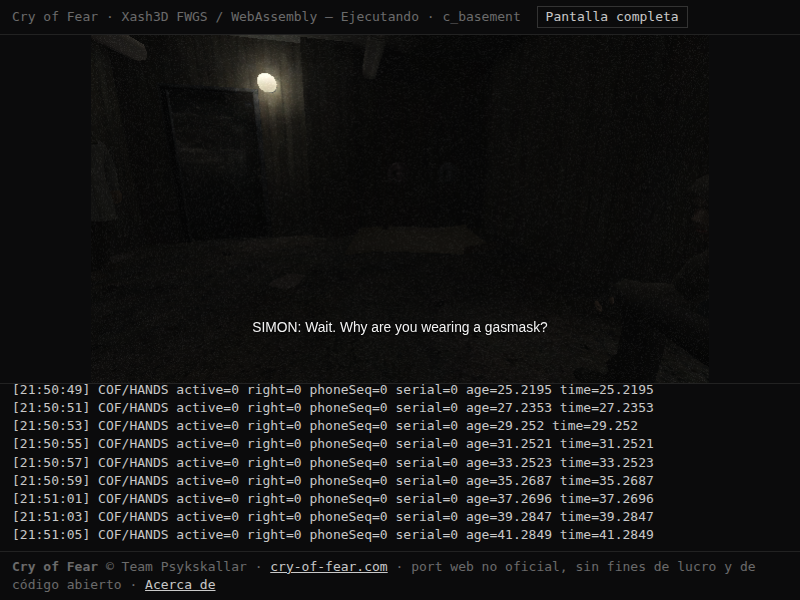 Cry of Fear · Xash3D FWGS / WebAssembly — Ejecutando · c_basement Pantalla completa
SIMON: Wait. Why are you wearing a gasmask?
[21:50:49] COF/HANDS active=0 right=0 phoneSeq=0 serial=0 age=25.2195 time=25.2195
[21:50:51] COF/HANDS active=0 right=0 phoneSeq=0 serial=0 age=27.2353 time=27.2353
[21:50:53] COF/HANDS active=0 right=0 phoneSeq=0 serial=0 age=29.252 time=29.252
[21:50:55] COF/HANDS active=0 right=0 phoneSeq=0 serial=0 age=31.2521 time=31.2521
[21:50:57] COF/HANDS active=0 right=0 phoneSeq=0 serial=0 age=33.2523 time=33.2523
[21:50:59] COF/HANDS active=0 right=0 phoneSeq=0 serial=0 age=35.2687 time=35.2687
[21:51:01] COF/HANDS active=0 right=0 phoneSeq=0 serial=0 age=37.2696 time=37.2696
[21:51:03] COF/HANDS active=0 right=0 phoneSeq=0 serial=0 age=39.2847 time=39.2847
[21:51:05] COF/HANDS active=0 right=0 phoneSeq=0 serial=0 age=41.2849 time=41.2849
Cry of Fear © Team Psykskallar · cry-of-fear.com · port web no oficial, sin fines de lucro y de
código abierto · Acerca de